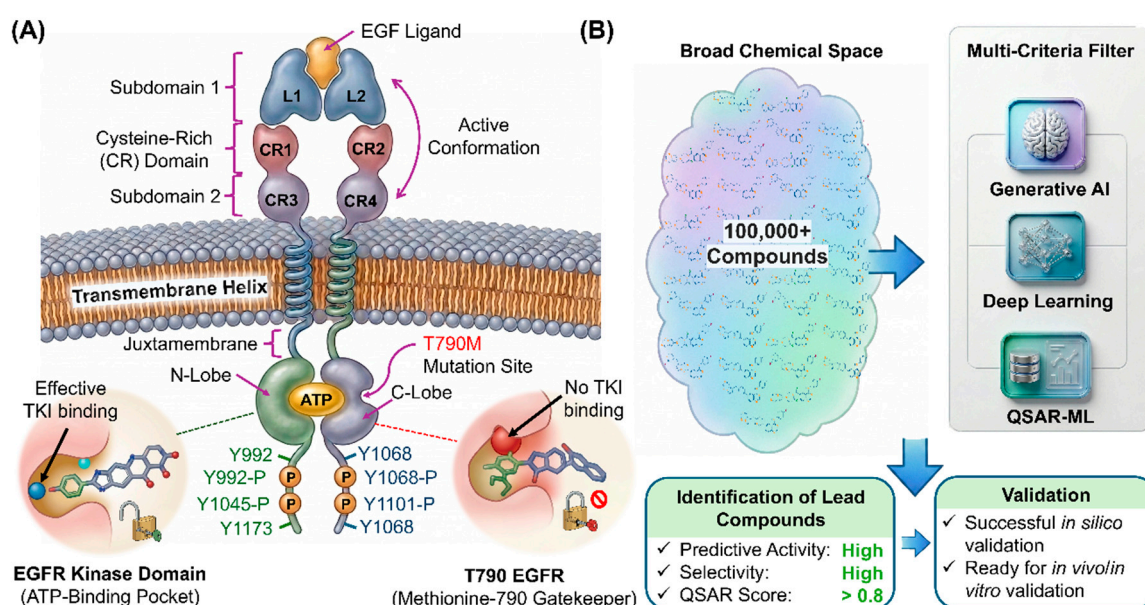 (A)
EGF Ligand
Subdomain 1
L1
L2
Cysteine-Rich
(CR) Domain
CR1
CR2
Active
Conformation
Subdomain 2
CR3
CR4
Transmembrane Helix
Juxtamembrane
T790M
Mutation Site
N-Lobe
ATP
C-Lobe
Effective
TKI binding
No TKI
binding
Y992
Y1068
Y992-P
P
P
Y1068-P
Y1045-P
P
P
Y1101-P
Y1173
Y1068
EGFR Kinase Domain
(ATP-Binding Pocket)
T790 EGFR
(Methionine-790 Gatekeeper)
(B)
Broad Chemical Space
100,000+
Compounds
Multi-Criteria Filter
Generative AI
Deep Learning
QSAR-ML
Identification of Lead
Compounds
✓ Predictive Activity: High
✓ Selectivity: High
✓ QSAR Score: > 0.8
Validation
✓ Successful in silico
validation
✓ Ready for in vivo/in
vitro validation